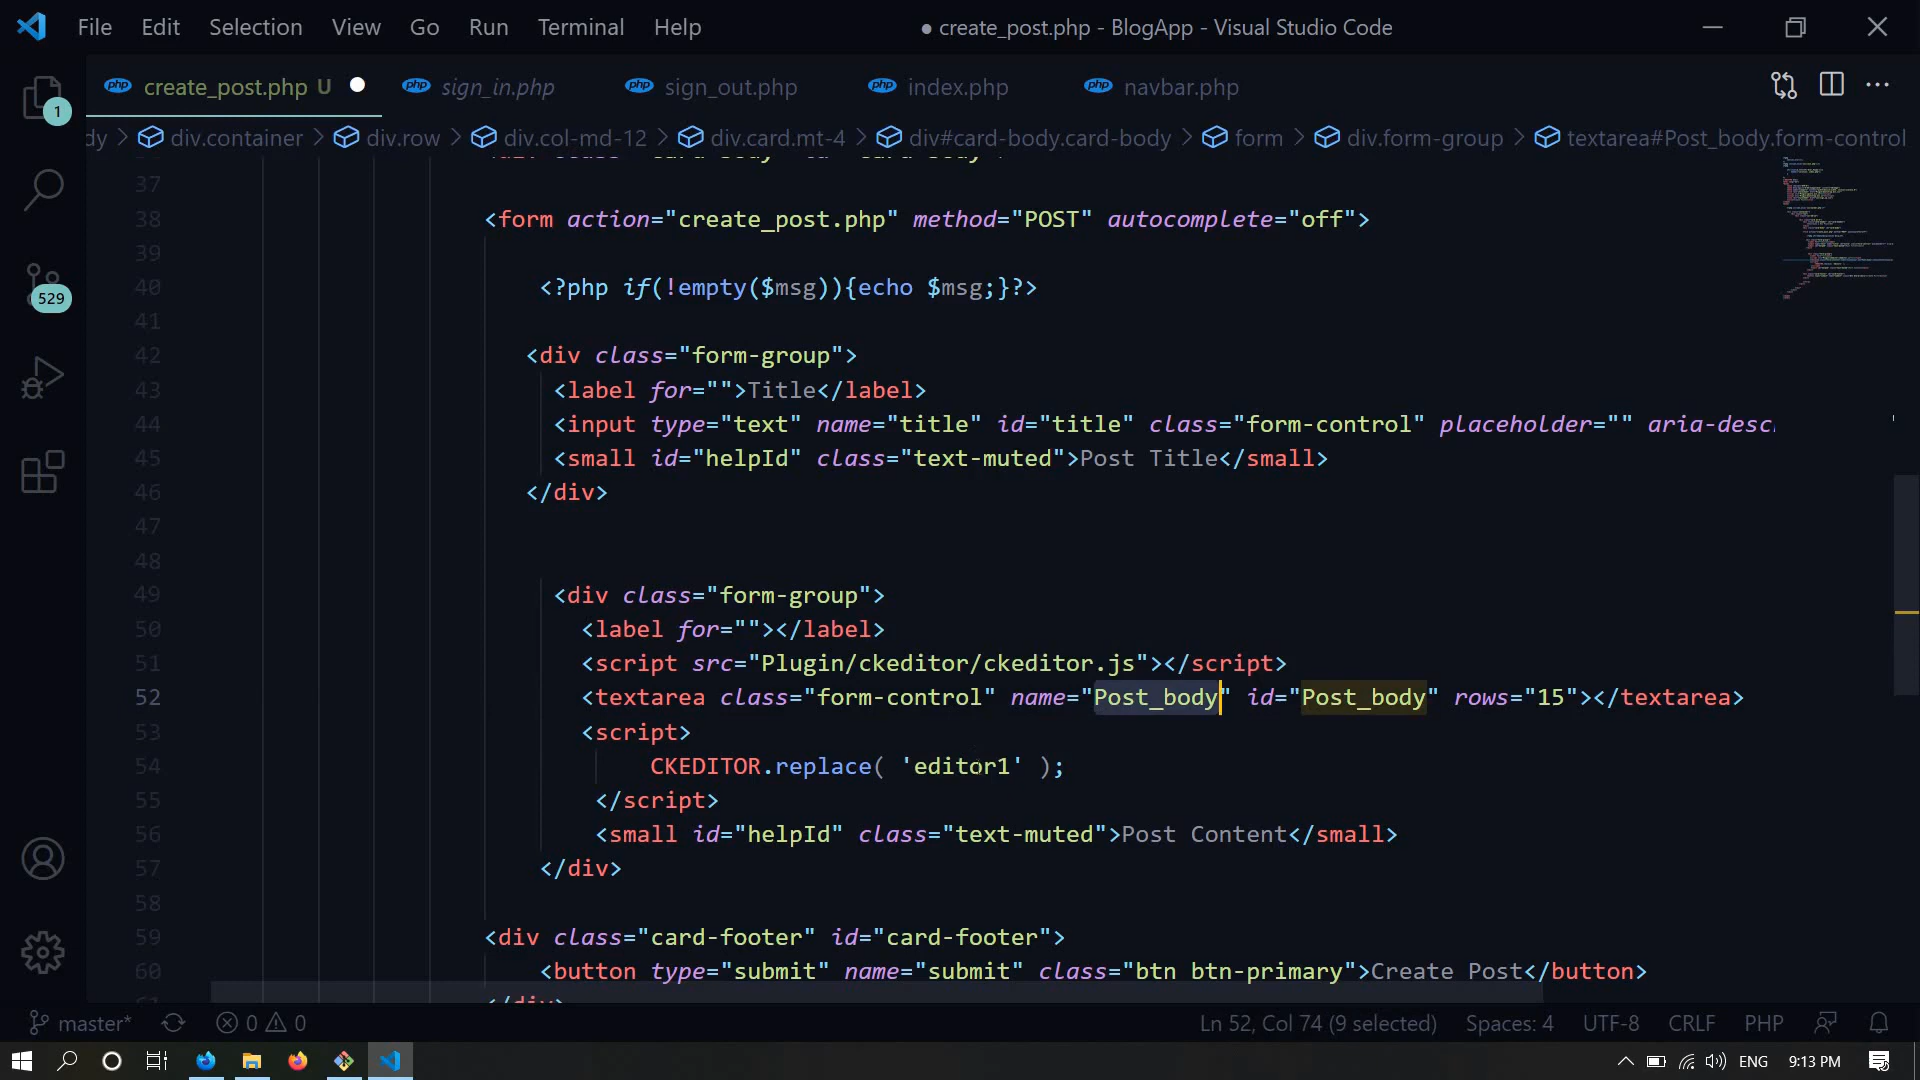 File Edit Selection View Go Run Terminal Help
● create_post.php - BlogApp - Visual Studio Code
create_post.php U
sign_in.php
sign_out.php
index.php
navbar.php
dy > div.container > div.row > div.col-md-12 > div.card.mt-4 > div#card-body.card-body > form > div.form-group > textarea#Post_body.form-control
37
38 <form action="create_post.php" method="POST" autocomplete="off">
39
40 <?php if(!empty($msg)){echo $msg;}?>
41
42 <div class="form-group">
43 <label for="">Title</label>
44 <input type="text" name="title" id="title" class="form-control" placeholder="" aria-desc
45 <small id="helpId" class="text-muted">Post Title</small>
46 </div>
47
48
49 <div class="form-group">
50 <label for=""></label>
51 <script src="Plugin/ckeditor/ckeditor.js"></script>
52 <textarea class="form-control" name="Post_body" id="Post_body" rows="15"></textarea>
53 <script>
54 CKEDITOR.replace( 'editor1' );
55 </script>
56 <small id="helpId" class="text-muted">Post Content</small>
57 </div>
58
59 <div class="card-footer" id="card-footer">
60 <button type="submit" name="submit" class="btn btn-primary">Create Post</button>
1
529
master* 0 0 Ln 52, Col 74 (9 selected) Spaces: 4 UTF-8 CRLF PHP
ENG 9:13 PM